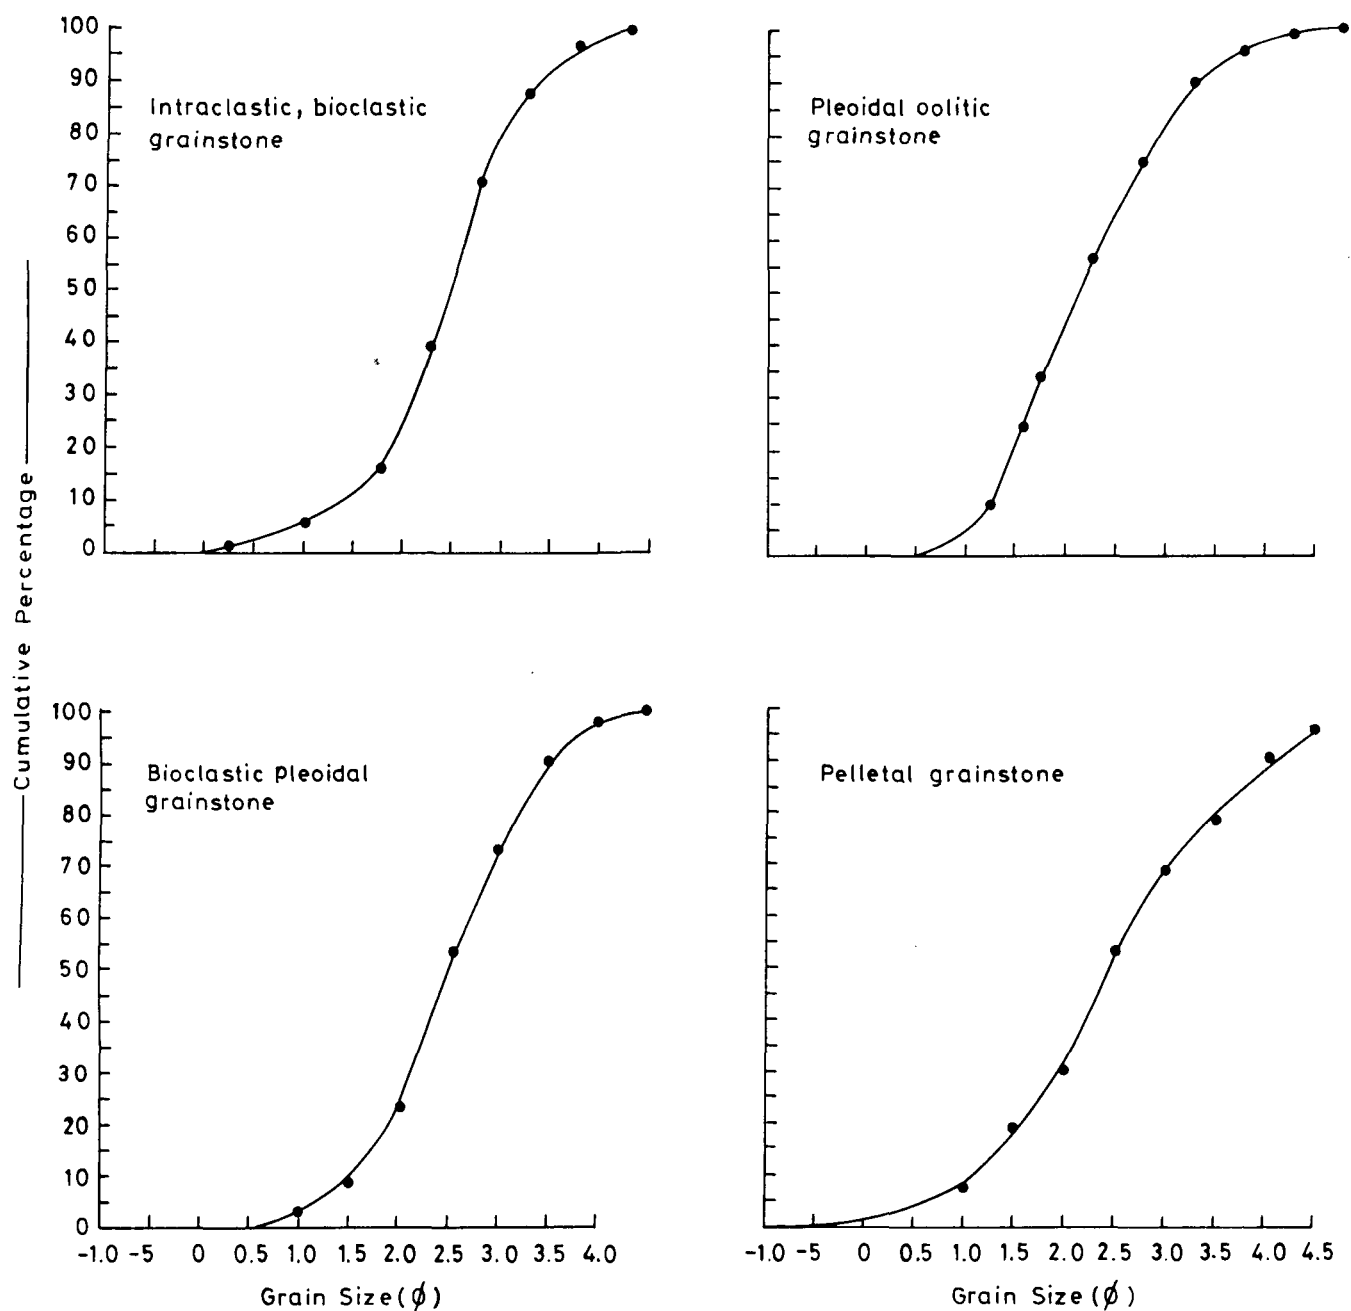 100
90
80
70
60
50
40
30
20
10
0
Intraclastic, bioclastic
grainstone
Pleoidal oolitic
grainstone
Cumulative Percentage
100
90
80
70
60
50
40
30
20
10
0
Bioclastic pleoidal
grainstone
-1.0 -5 0 0.5 1.0 1.5 2.0 2.5 3.0 3.5 4.0
Grain Size (ϕ)
Pelletal grainstone
-1.0 -5 0 0.5 1.0 1.5 2.0 2.5 3.0 3.5 4.0 4.5
Grain Size (ϕ)